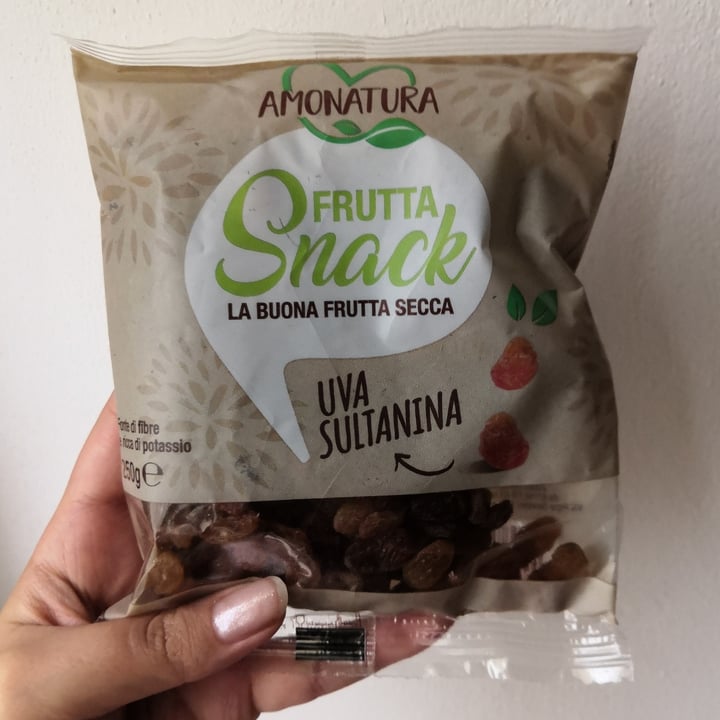 AMONATURA
FRUTTA
Snack
LA BUONA FRUTTA SECCA
UVA
SULTANINA
Fonte di fibre
e ricca di potassio
250g e